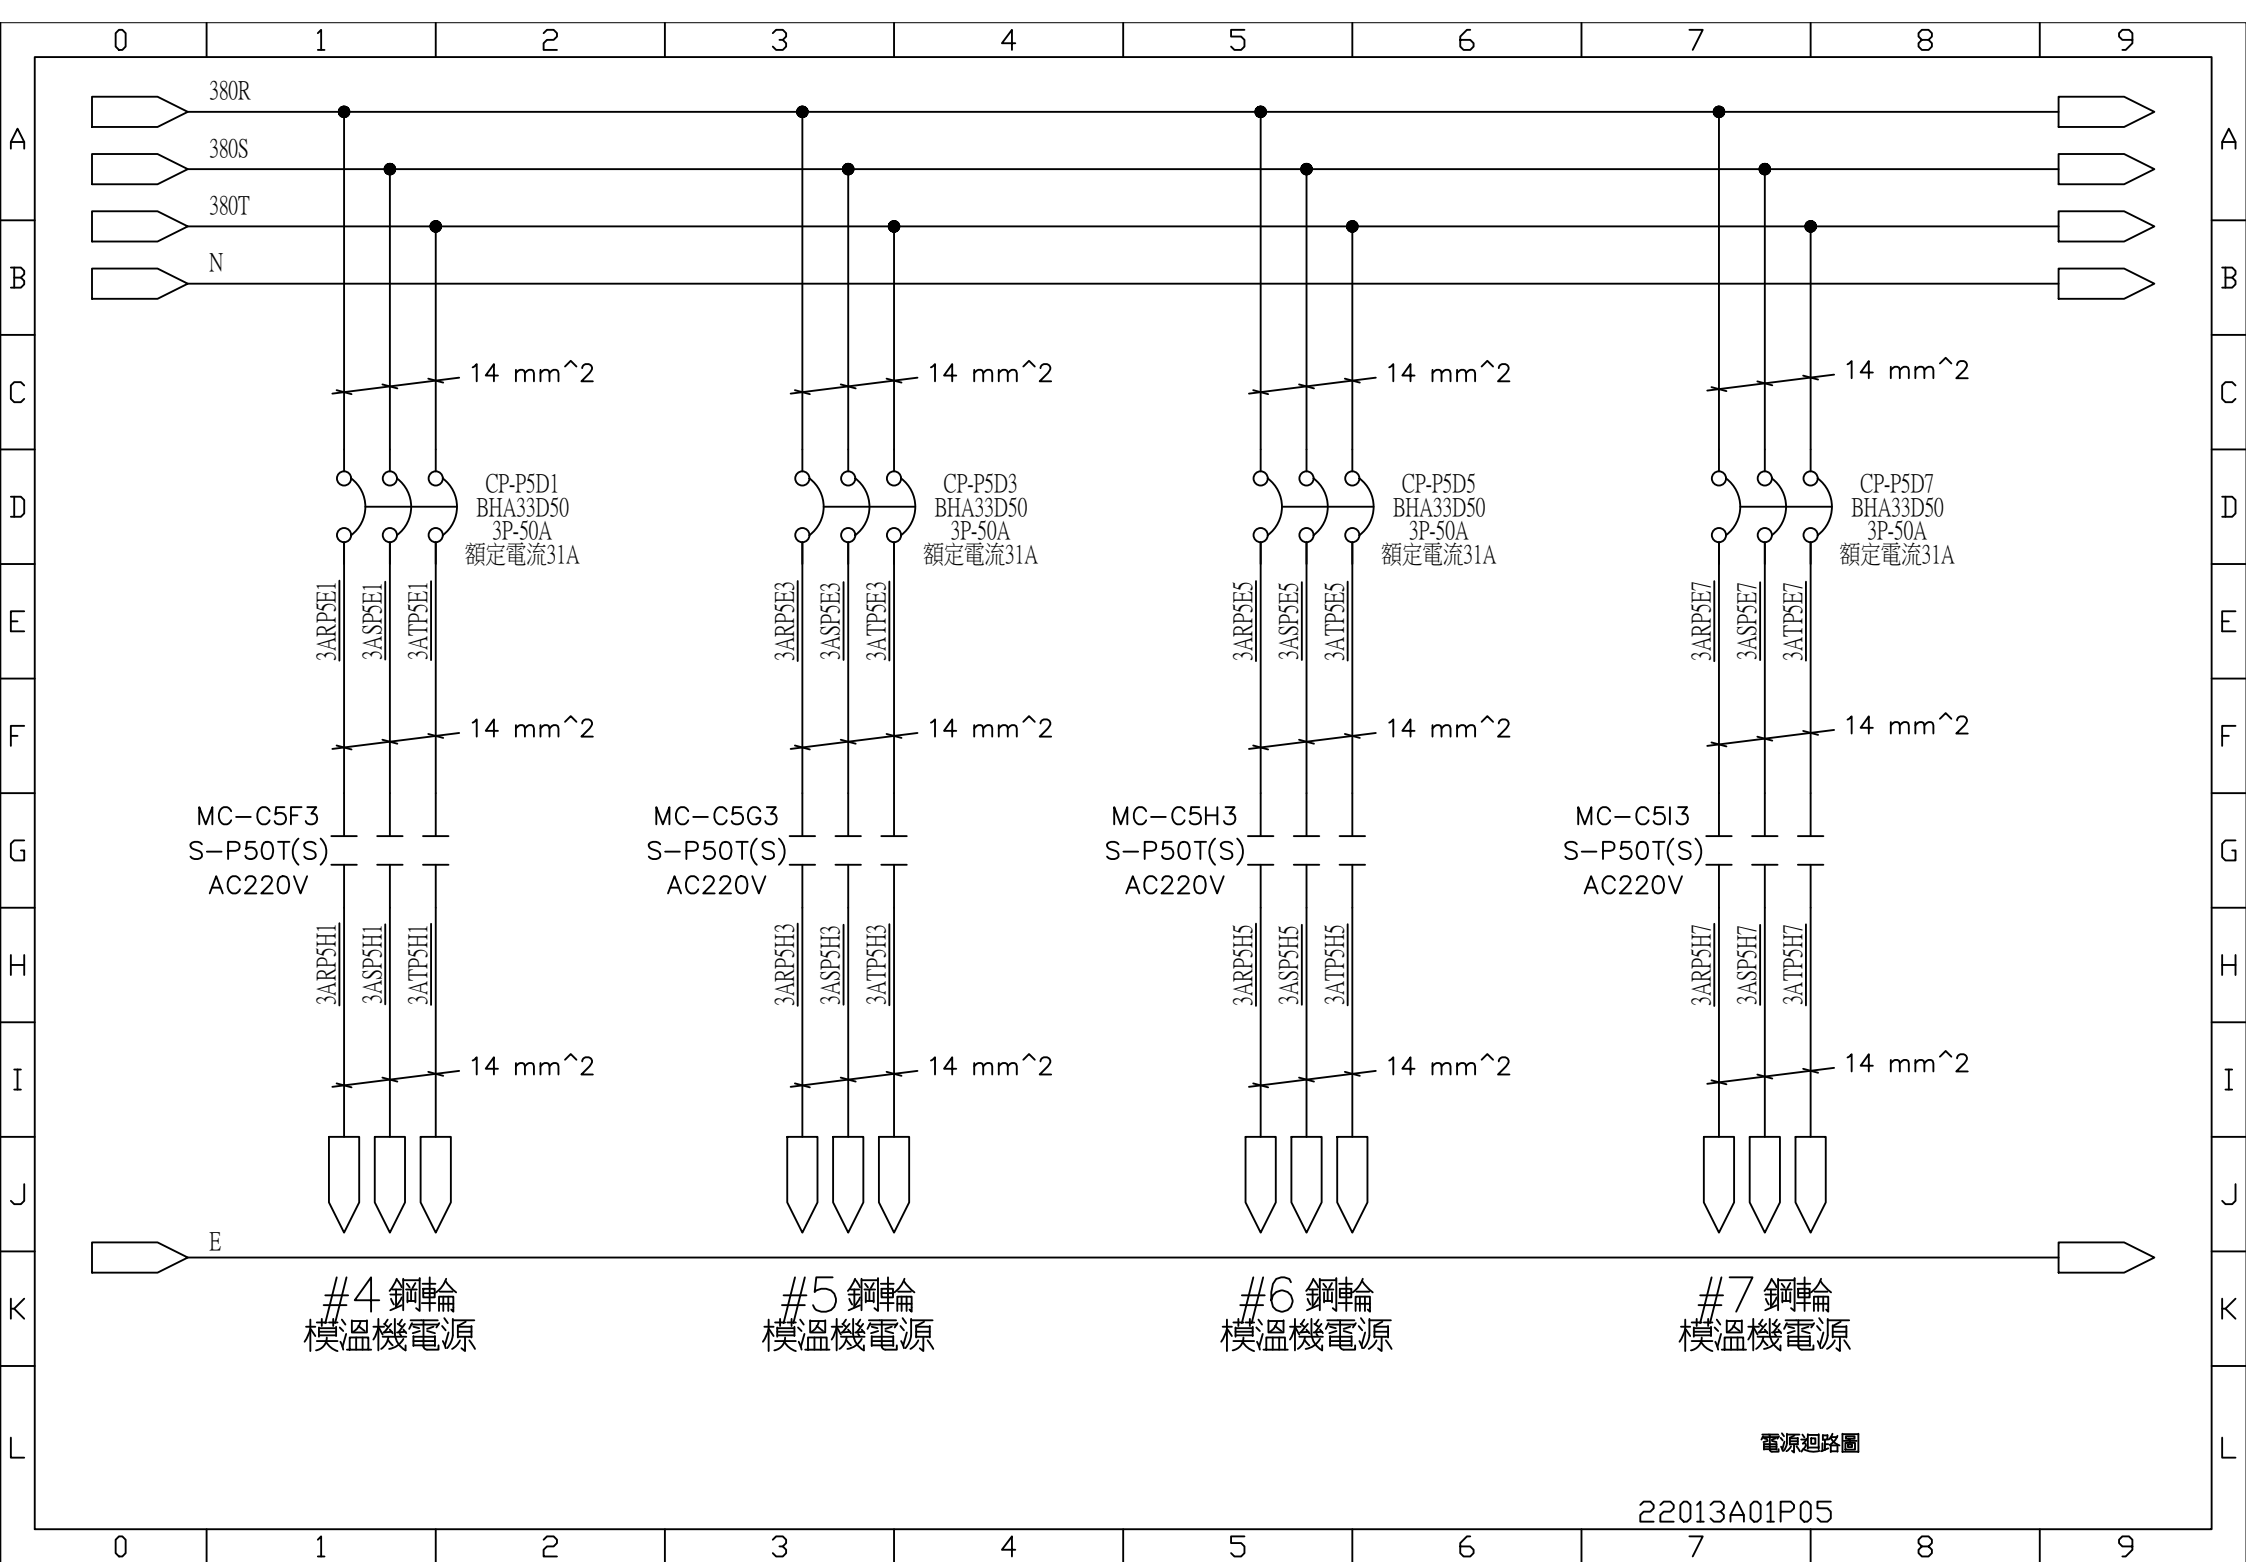 0 1 2 3 4 5 6 7 8 9
A A
B B
C C
D D
E E
F F
G G
H H
I I
J J
K K
L L
380R
380S
380T
N
14 mm^2 14 mm^2 14 mm^2 14 mm^2
CP-P5D1
BHA33D50
3P-50A
額定電流31A
CP-P5D3
BHA33D50
3P-50A
額定電流31A
CP-P5D5
BHA33D50
3P-50A
額定電流31A
CP-P5D7
BHA33D50
3P-50A
額定電流31A
3ARP5E1
3ASP5E1
3ATP5E1
3ARP5E3
3ASP5E3
3ATP5E3
3ARP5E5
3ASP5E5
3ATP5E5
3ARP5E7
3ASP5E7
3ATP5E7
14 mm^2 14 mm^2 14 mm^2 14 mm^2
MC-C5F3
S-P50T(S)
AC220V
MC-C5G3
S-P50T(S)
AC220V
MC-C5H3
S-P50T(S)
AC220V
MC-C5I3
S-P50T(S)
AC220V
3ARP5H1
3ASP5H1
3ATP5H1
3ARP5H3
3ASP5H3
3ATP5H3
3ARP5H5
3ASP5H5
3ATP5H5
3ARP5H7
3ASP5H7
3ATP5H7
14 mm^2 14 mm^2 14 mm^2 14 mm^2
E
#4 鋼輪
模溫機電源
#5 鋼輪
模溫機電源
#6 鋼輪
模溫機電源
#7 鋼輪
模溫機電源
電源迴路圖
22013A01P05
0 1 2 3 4 5 6 7 8 9